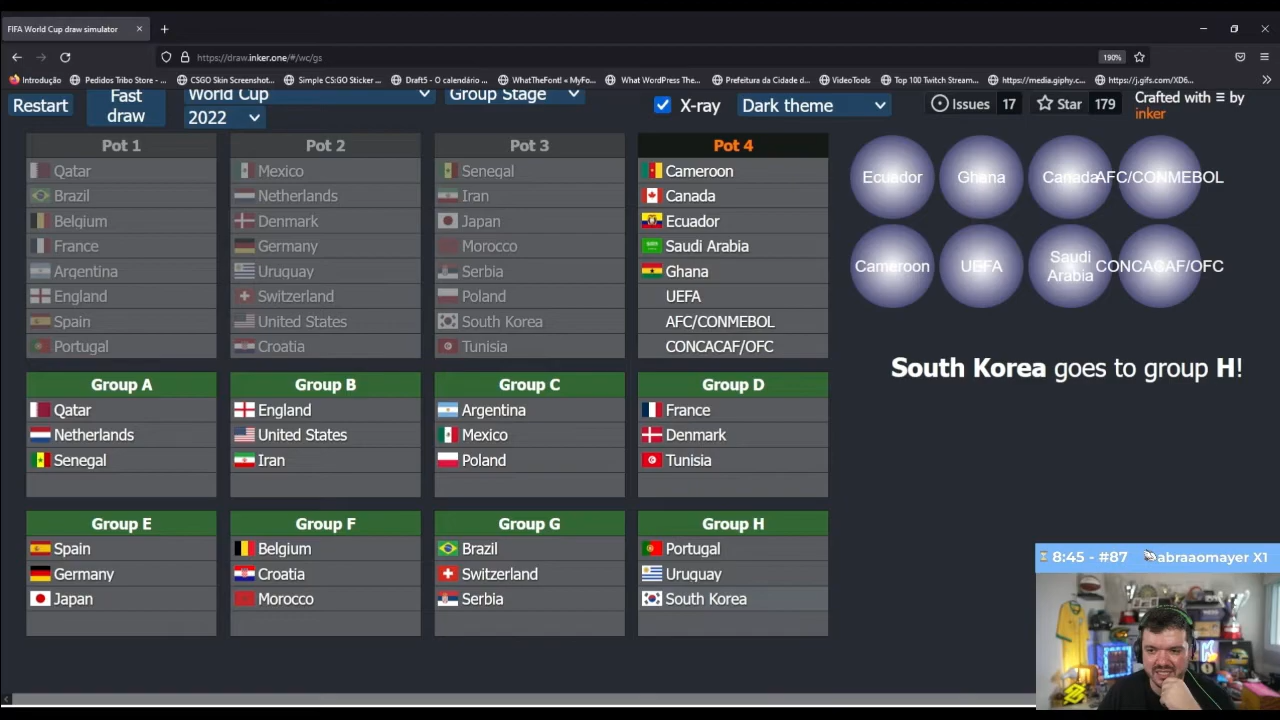 FIFA World Cup draw simulator
https://draw.inker.one/#/wc/gs
190%
Introdução
Pedidos Tribo Store - ...
CSGO Skin Screenshot...
Simple CS:GO Sticker ...
Draft5 - O calendário ...
WhatTheFont! « MyFo...
What WordPress The...
Prefeitura da Cidade d...
VideoTools
Top 100 Twitch Stream...
https://media.giphy.c...
https://j.gifs.com/XD6...
Restart
Fast draw
World Cup
2022
Group Stage
X-ray
Dark theme
Issues 17
Star 179
Crafted with ☰ by inker
Pot 1
Qatar
Brazil
Belgium
France
Argentina
England
Spain
Portugal
Pot 2
Mexico
Netherlands
Denmark
Germany
Uruguay
Switzerland
United States
Croatia
Pot 3
Senegal
Iran
Japan
Morocco
Serbia
Poland
South Korea
Tunisia
Pot 4
Cameroon
Canada
Ecuador
Saudi Arabia
Ghana
UEFA
AFC/CONMEBOL
CONCACAF/OFC
Ecuador
Ghana
Canada
AFC/CONMEBOL
Cameroon
UEFA
Saudi Arabia
CONCACAF/OFC
South Korea goes to group H!
Group A
Qatar
Netherlands
Senegal
Group B
England
United States
Iran
Group C
Argentina
Mexico
Poland
Group D
France
Denmark
Tunisia
Group E
Spain
Germany
Japan
Group F
Belgium
Croatia
Morocco
Group G
Brazil
Switzerland
Serbia
Group H
Portugal
Uruguay
South Korea
8:45 - #87
abraaomayer X1